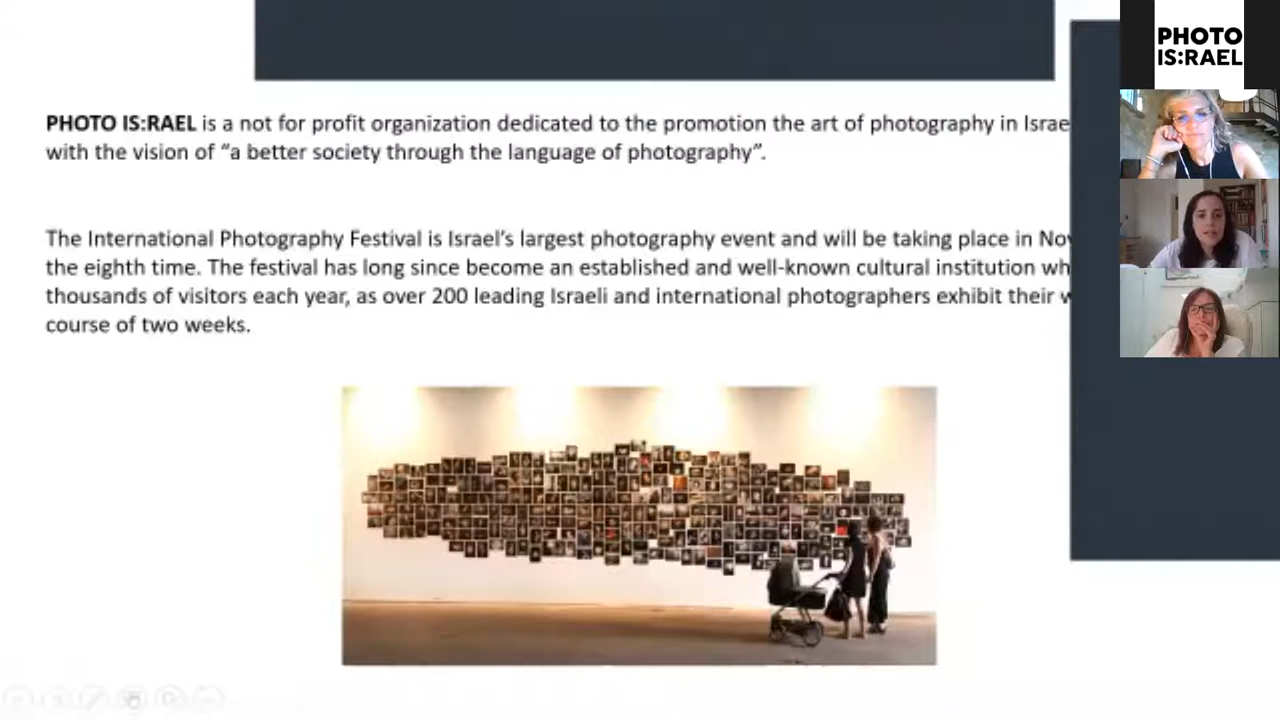 PHOTO IS:RAEL is a not for profit organization dedicated to the promotion the art of photography in Israe
with the vision of “a better society through the language of photography”.
The International Photography Festival is Israel’s largest photography event and will be taking place in Nov
the eighth time. The festival has long since become an established and well-known cultural institution wh
thousands of visitors each year, as over 200 leading Israeli and international photographers exhibit their w
course of two weeks.
PHOTO
IS:RAEL